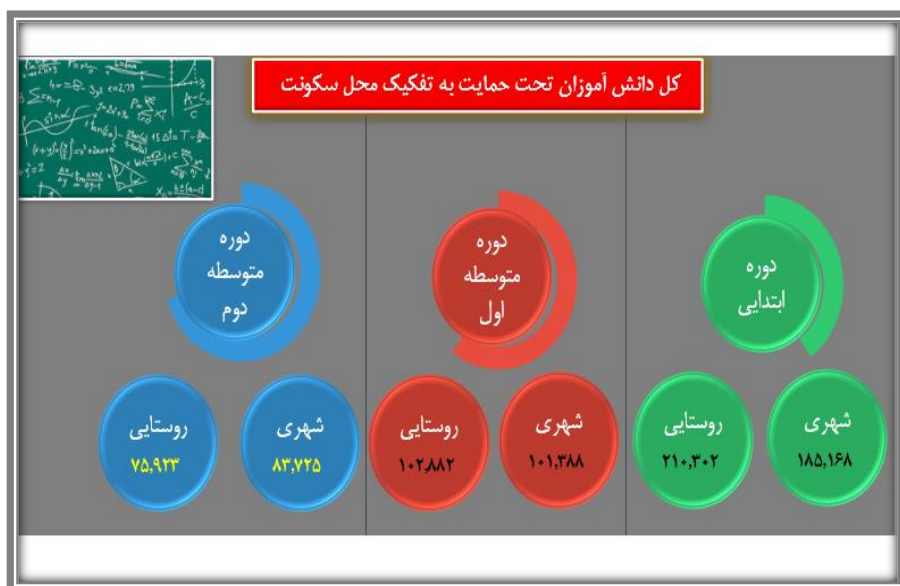 کل دانش آموزان تحت حمایت به تفکیک محل سکونت
دوره
ابتدایی
شهری
۱۸۵,۱۶۸
روستایی
۲۱۰,۳۰۲
دوره
متوسطه
اول
شهری
۱۰۱,۳۸۸
روستایی
۱۰۲,۸۸۲
دوره
متوسطه
دوم
شهری
۸۳,۷۲۵
روستایی
۷۵,۹۲۳